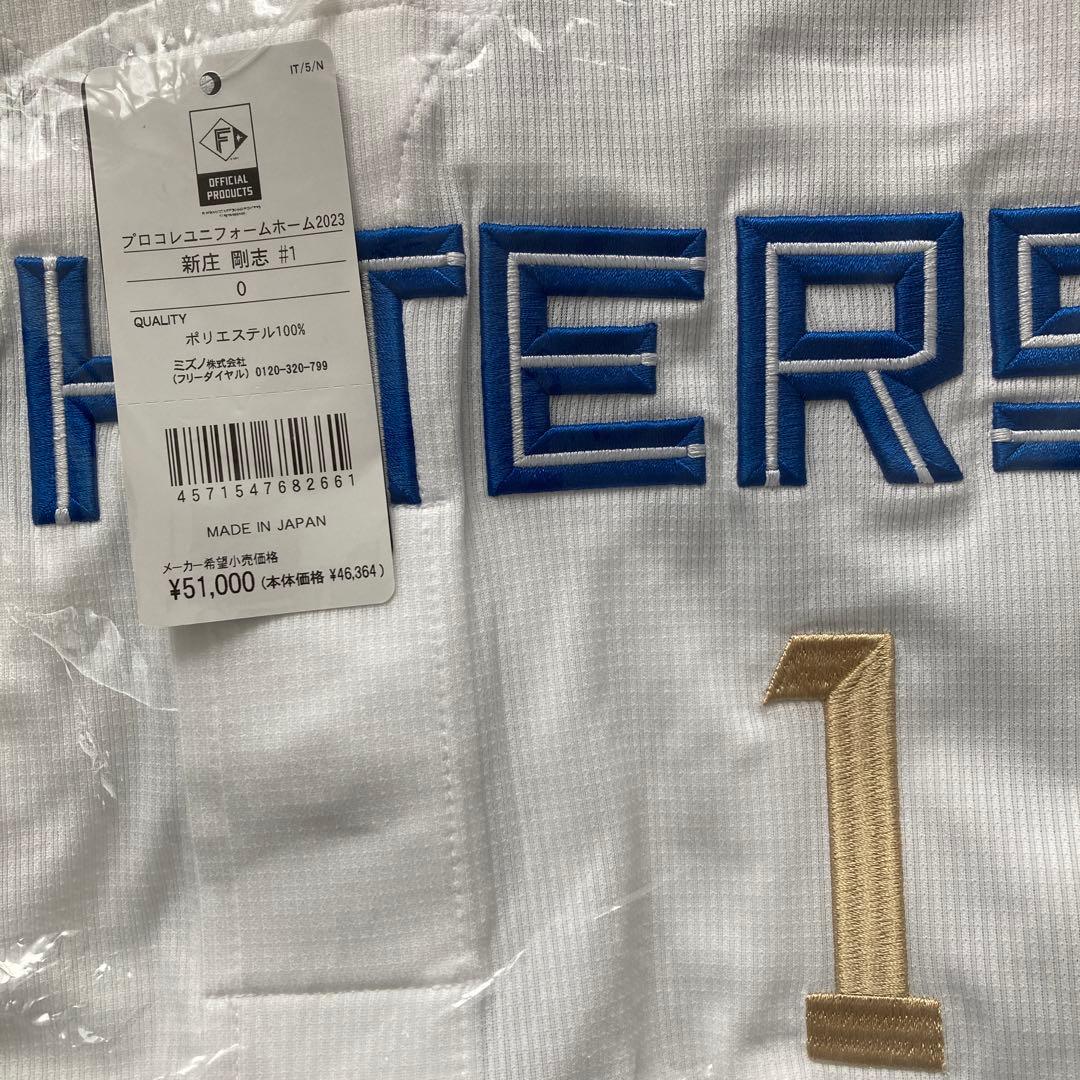 IT/5/N
F
OFFICIAL
PRODUCTS
プロコレユニフォームホーム2023
新庄 剛志 #1
0
QUALITY
ポリエステル100%
ミズノ株式会社
(フリーダイヤル) 0120-320-799
4571547682661
MADE IN JAPAN
メーカー希望小売価格
¥51,000 (本体価格 ¥46,364)
HTERS
1